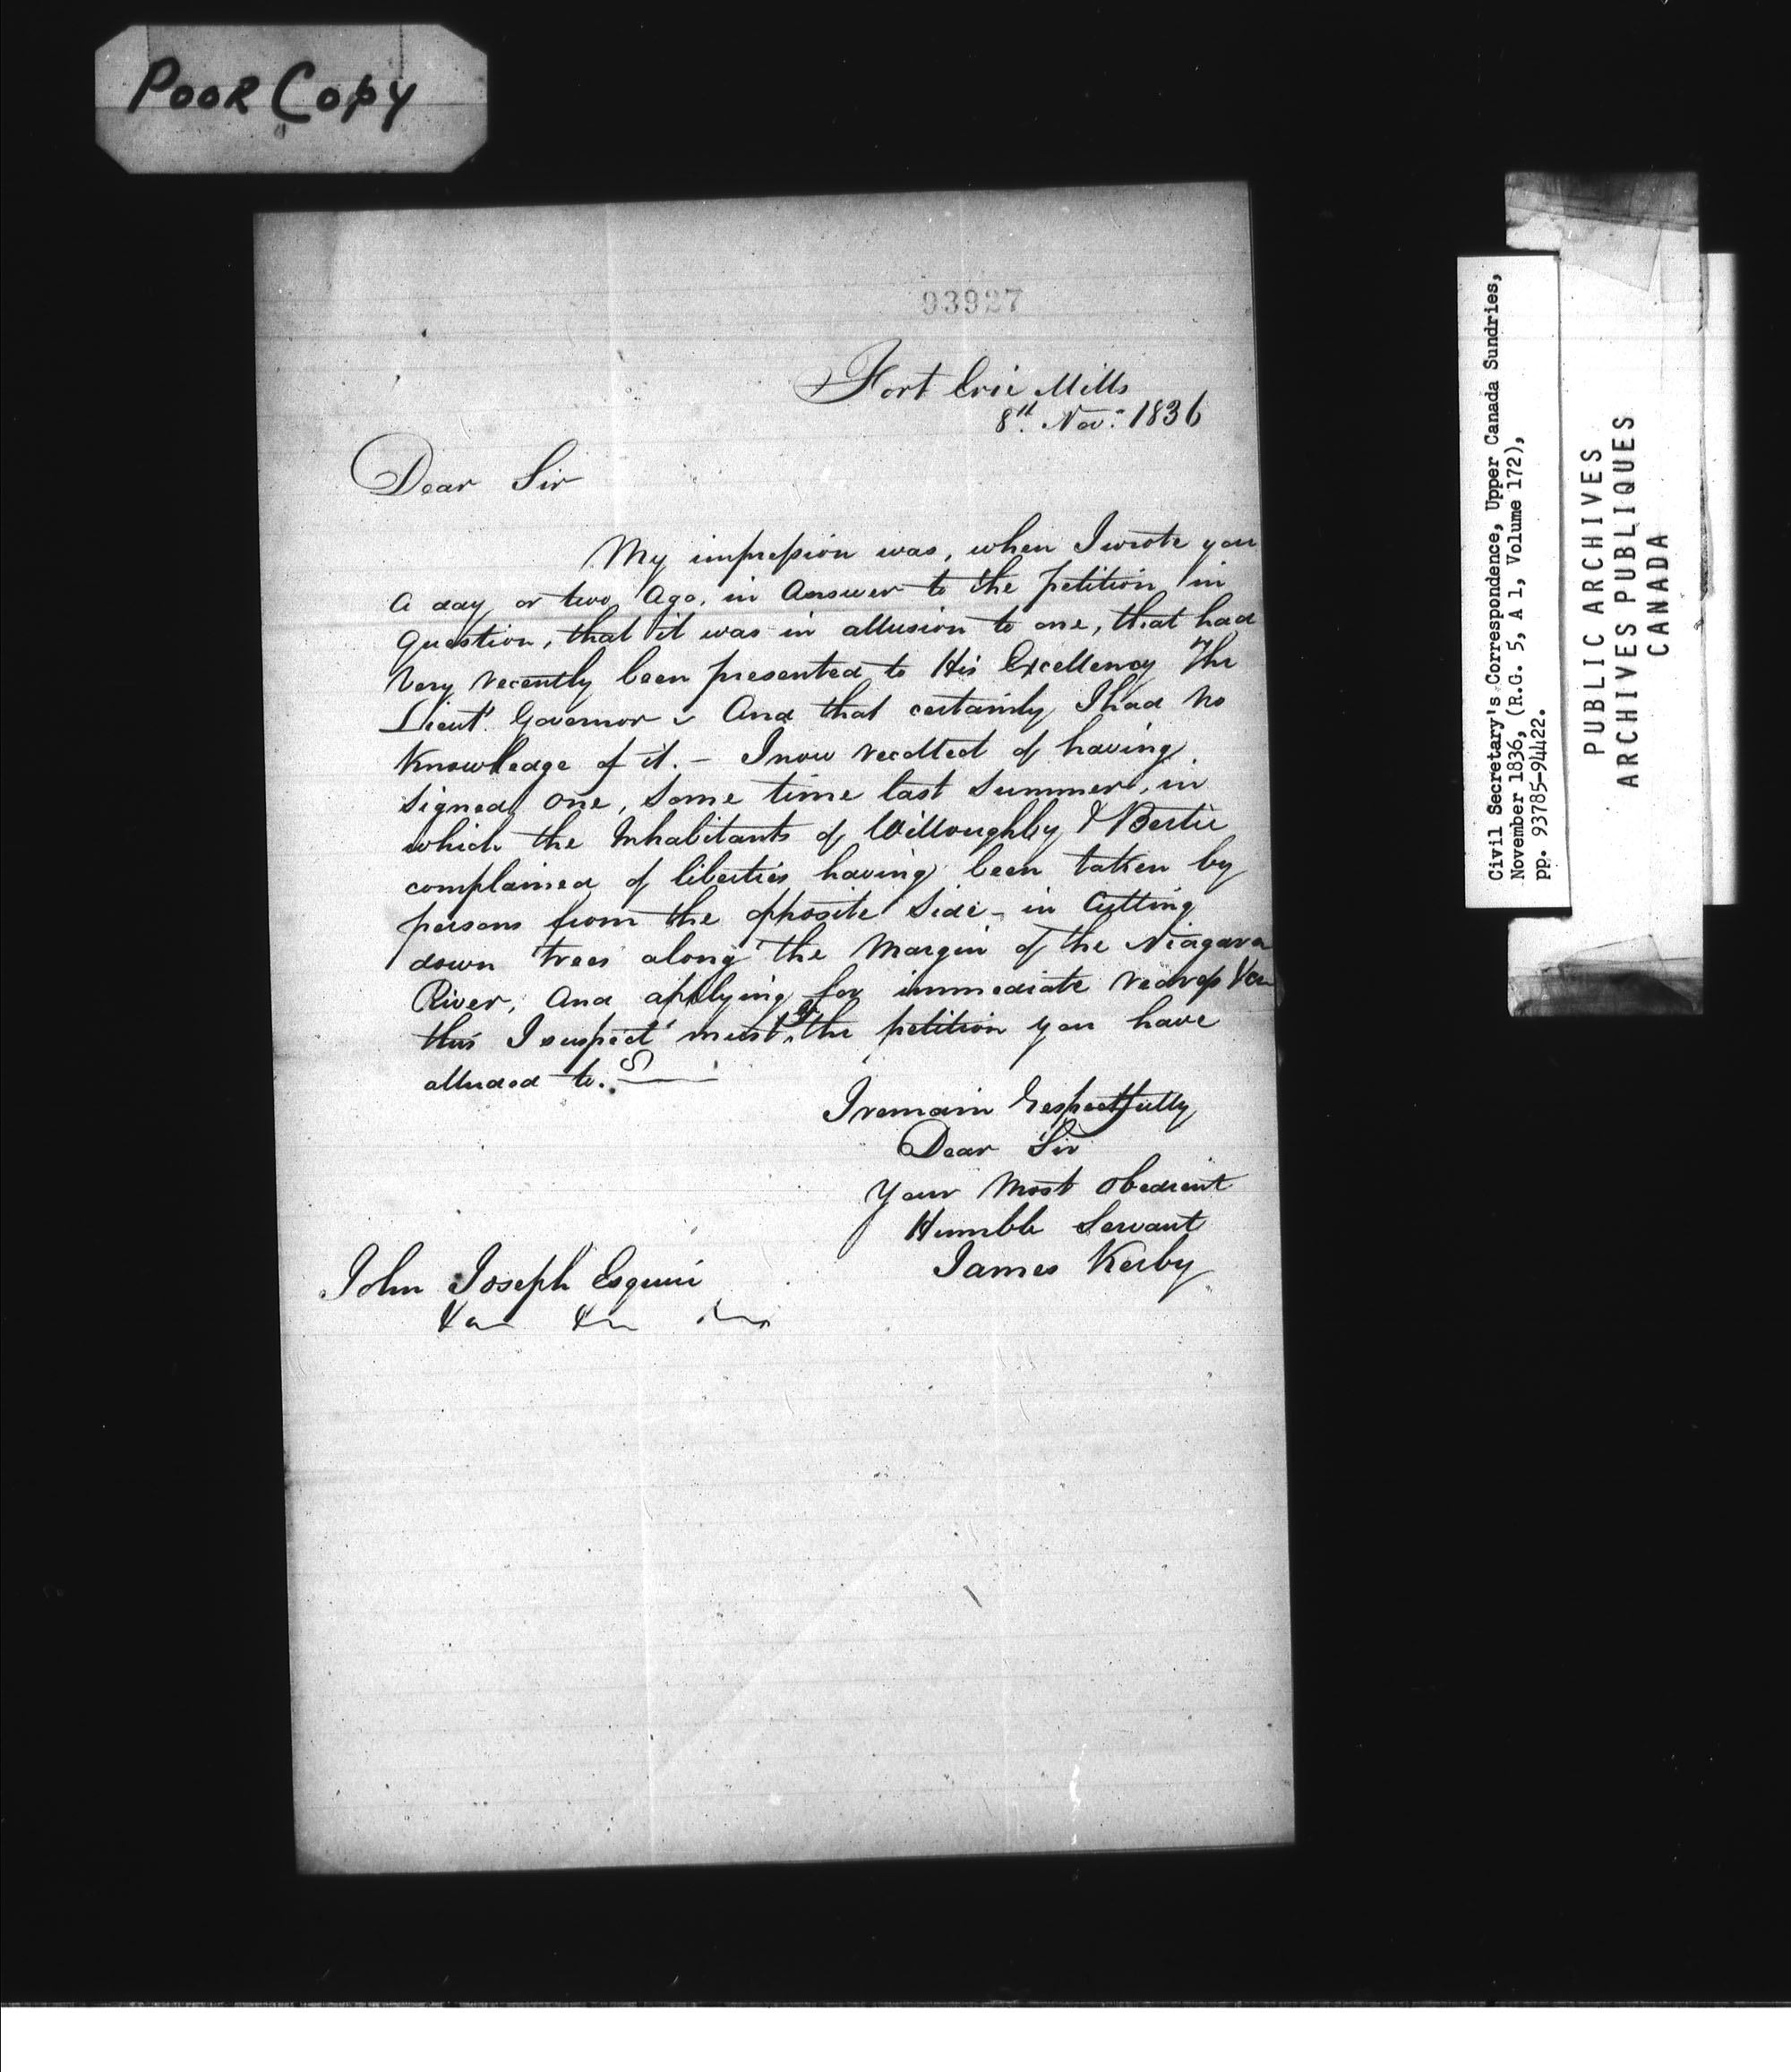 POOR COPY
93927
Fort Erie Mills
8th. Nov: 1836
Dear Sir
My impression was, when I wrote you
a day or two ago, in Answer to the petition in
question, that it was in allusion to one, that had
very recently been presented to His Excellency The
Lieut. Governor & And that certainly I had no
Knowledge of it. - I now recollect of having
signed one, some time last summer, in
which the Inhabitants of Willoughby & Bertie
complained of liberties having been taken by
persons from the opposite side - in Cutting
down trees along the Margin of the Niagara
River, And applying for immediate redress &c
this I suspect must be the petition you have
alluded to.
I remain Respectfully
Dear Sir
Your Most Obedient
Humble Servant
James Kerby
John Joseph Esquire
&c &c &c
Civil Secretary's Correspondence, Upper Canada Sundries,
November 1836, (R.G. 5, A 1, Volume 172),
pp. 93785-94422.
PUBLIC ARCHIVES
ARCHIVES PUBLIQUES
CANADA